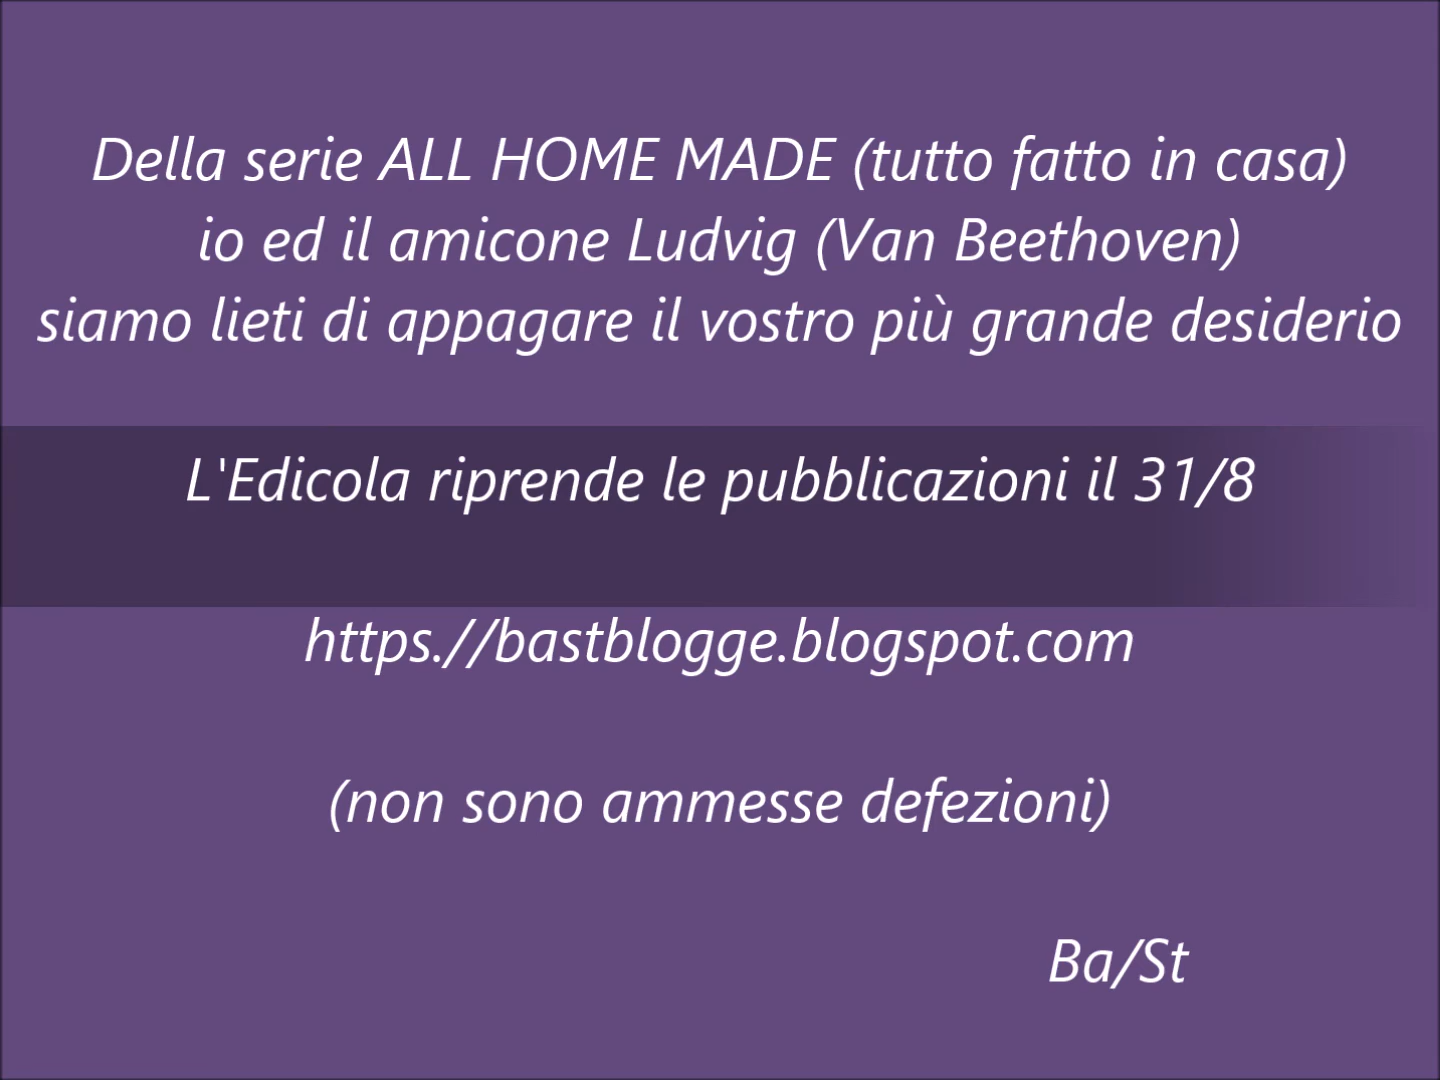 Della serie ALL HOME MADE (tutto fatto in casa)
io ed il amicone Ludvig (Van Beethoven)
siamo lieti di appagare il vostro più grande desiderio
L'Edicola riprende le pubblicazioni il 31/8
https.//bastblogge.blogspot.com
(non sono ammesse defezioni)
Ba/St